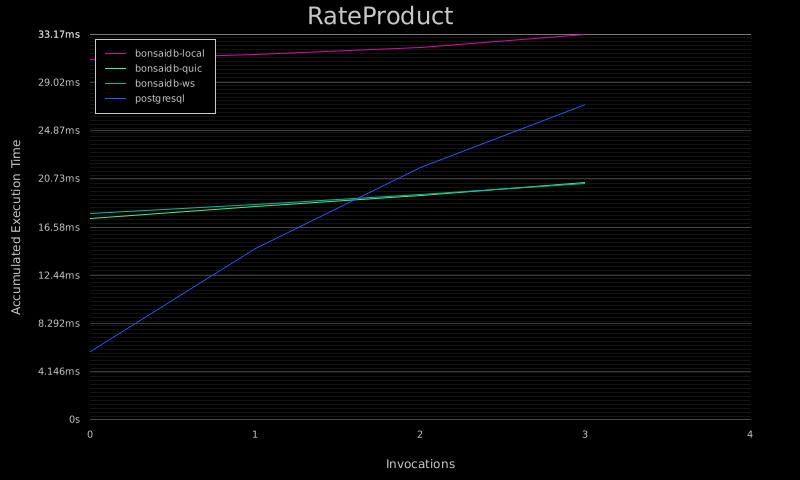 RateProduct
33.17ms
29.02ms
24.87ms
20.73ms
16.58ms
12.44ms
8.292ms
4.146ms
0s
Accumulated Execution Time
bonsaidb-local
bonsaidb-quic
bonsaidb-ws
postgresql
0 1 2 3 4
Invocations